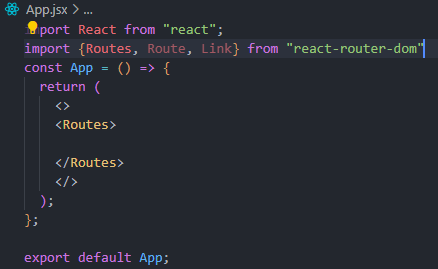 App.jsx > ...
import React from "react";
import {Routes, Route, Link} from "react-router-dom"
const App = () => {
  return (
    <>
    <Routes>

    </Routes>
    </>
  );
};

export default App;